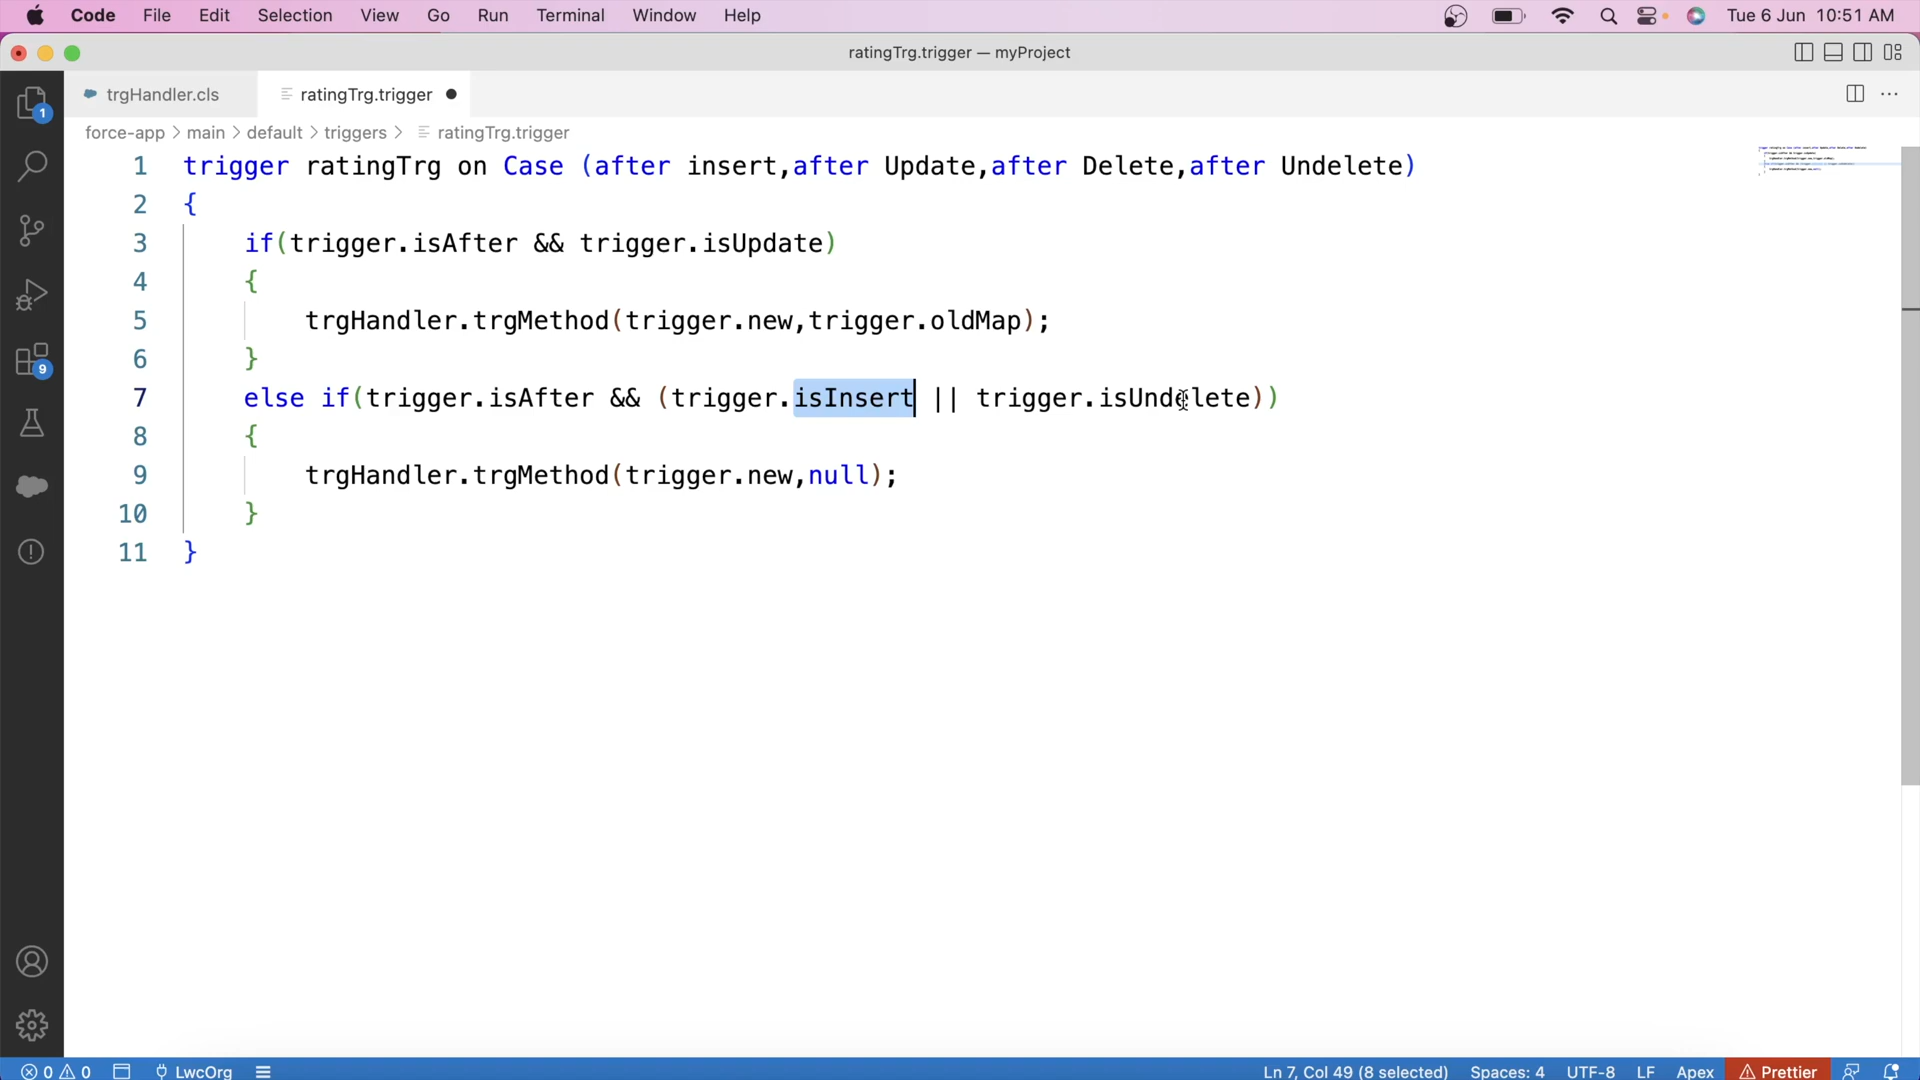 Code File Edit Selection View Go Run Terminal Window Help Tue 6 Jun 10:51 AM
ratingTrg.trigger — myProject
trgHandler.cls ratingTrg.trigger
force-app > main > default > triggers > ratingTrg.trigger
1
1 trigger ratingTrg on Case (after insert,after Update,after Delete,after Undelete)
2 {
3 if(trigger.isAfter && trigger.isUpdate)
4 {
5 trgHandler.trgMethod(trigger.new,trigger.oldMap);
6 }
9
7 else if(trigger.isAfter && (trigger.isInsert || trigger.isUndelete))
8 {
9 trgHandler.trgMethod(trigger.new,null);
10 }
11 }
0 0 LwcOrg Ln 7, Col 49 (8 selected) Spaces: 4 UTF-8 LF Apex Prettier